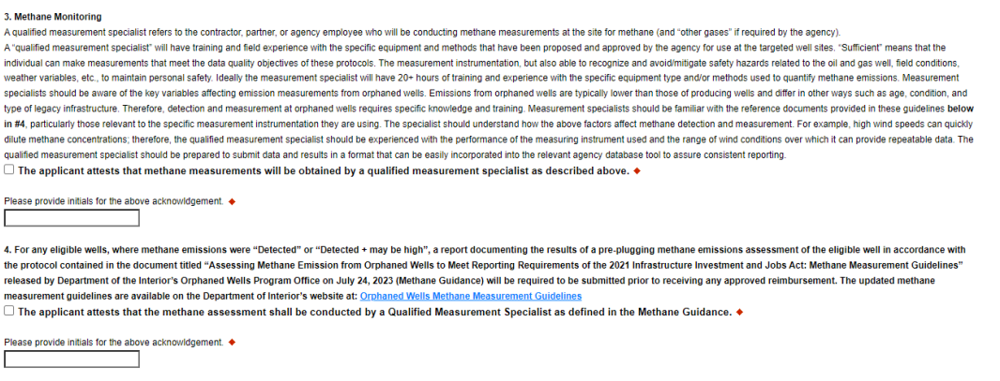 3. Methane Monitoring
A qualified measurement specialist refers to the contractor, partner, or agency employee who will be conducting methane measurements at the site for methane (and “other gases” if required by the agency).
A “qualified measurement specialist” will have training and field experience with the specific equipment and methods that have been proposed and approved by the agency for use at the targeted well sites. “Sufficient” means that the
individual can make measurements that meet the data quality objectives of these protocols. The measurement instrumentation, but also able to recognize and avoid/mitigate safety hazards related to the oil and gas well, field conditions,
weather variables, etc., to maintain personal safety. Ideally the measurement specialist will have 20+ hours of training and experience with the specific equipment type and/or methods used to quantify methane emissions. Measurement
specialists should be aware of the key variables affecting emission measurements from orphaned wells. Emissions from orphaned wells are typically lower than those of producing wells and differ in other ways such as age, condition, and
type of legacy infrastructure. Therefore, detection and measurement at orphaned wells requires specific knowledge and training. Measurement specialists should be familiar with the reference documents provided in these guidelines below
in #4, particularly those relevant to the specific measurement instrumentation they are using. The specialist should understand how the above factors affect methane detection and measurement. For example, high wind speeds can quickly
dilute methane concentrations; therefore, the qualified measurement specialist should be experienced with the performance of the measuring instrument used and the range of wind conditions over which it can provide repeatable data. The
qualified measurement specialist should be prepared to submit data and results in a format that can be easily incorporated into the relevant agency database tool to assure consistent reporting.
The applicant attests that methane measurements will be obtained by a qualified measurement specialist as described above.
Please provide initials for the above acknowldgement.
4. For any eligible wells, where methane emissions were “Detected” or “Detected + may be high”, a report documenting the results of a pre-plugging methane emissions assessment of the eligible well in accordance with
the protocol contained in the document titled “Assessing Methane Emission from Orphaned Wells to Meet Reporting Requirements of the 2021 Infrastructure Investment and Jobs Act: Methane Measurement Guidelines”
released by Department of the Interior’s Orphaned Wells Program Office on July 24, 2023 (Methane Guidance) will be required to be submitted prior to receiving any approved reimbursement. The updated methane
measurement guidelines are available on the Department of Interior’s website at: Orphaned Wells Methane Measurement Guidelines
The applicant attests that the methane assessment shall be conducted by a Qualified Measurement Specialist as defined in the Methane Guidance.
Please provide initials for the above acknowldgement.